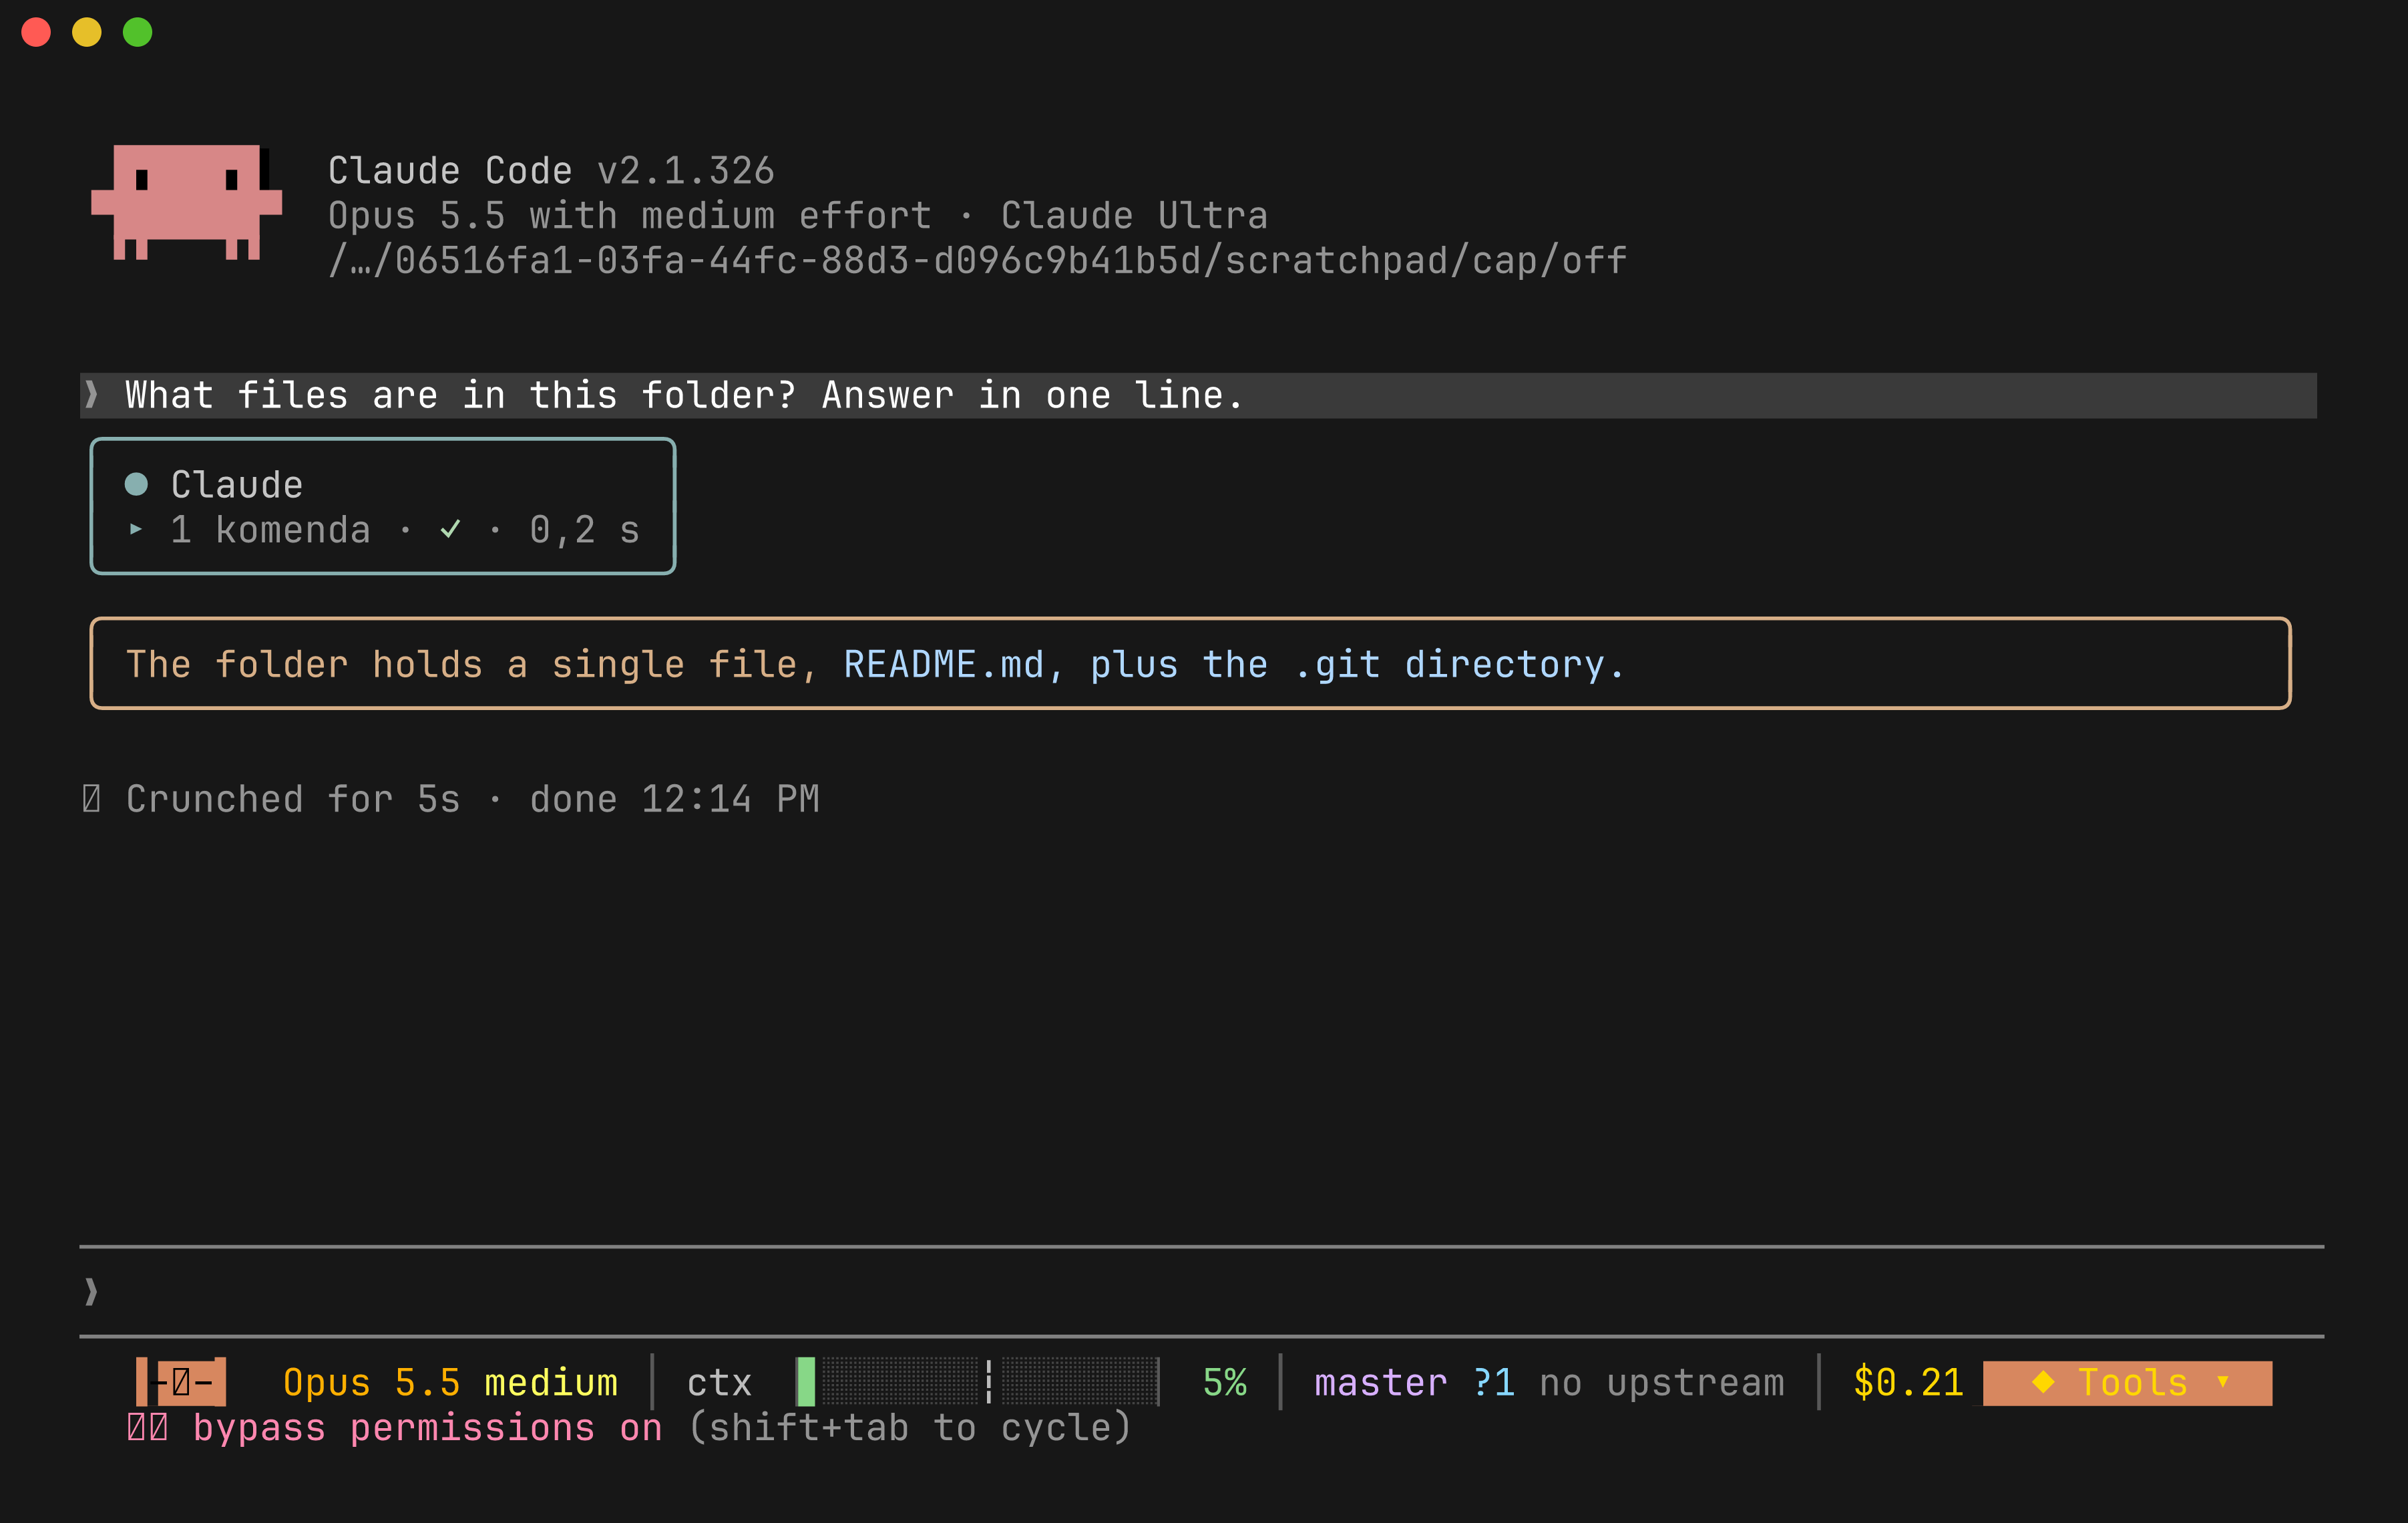 Claude Code v2.1.326
Opus 5.5 with medium effort · Claude Ultra
/…/06516fa1-03fa-44fc-88d3-d096c9b41b5d/scratchpad/cap/off
❯ What files are in this folder? Answer in one line.
● Claude
▸ 1 komenda · ✓ · 0,2 s
The folder holds a single file, README.md, plus the .git directory.
Crunched for 5s · done 12:14 PM
❯
Opus 5.5 medium │ ctx 5% │ master ?1 no upstream │ $0.21 ◆ Tools ▾
bypass permissions on (shift+tab to cycle)